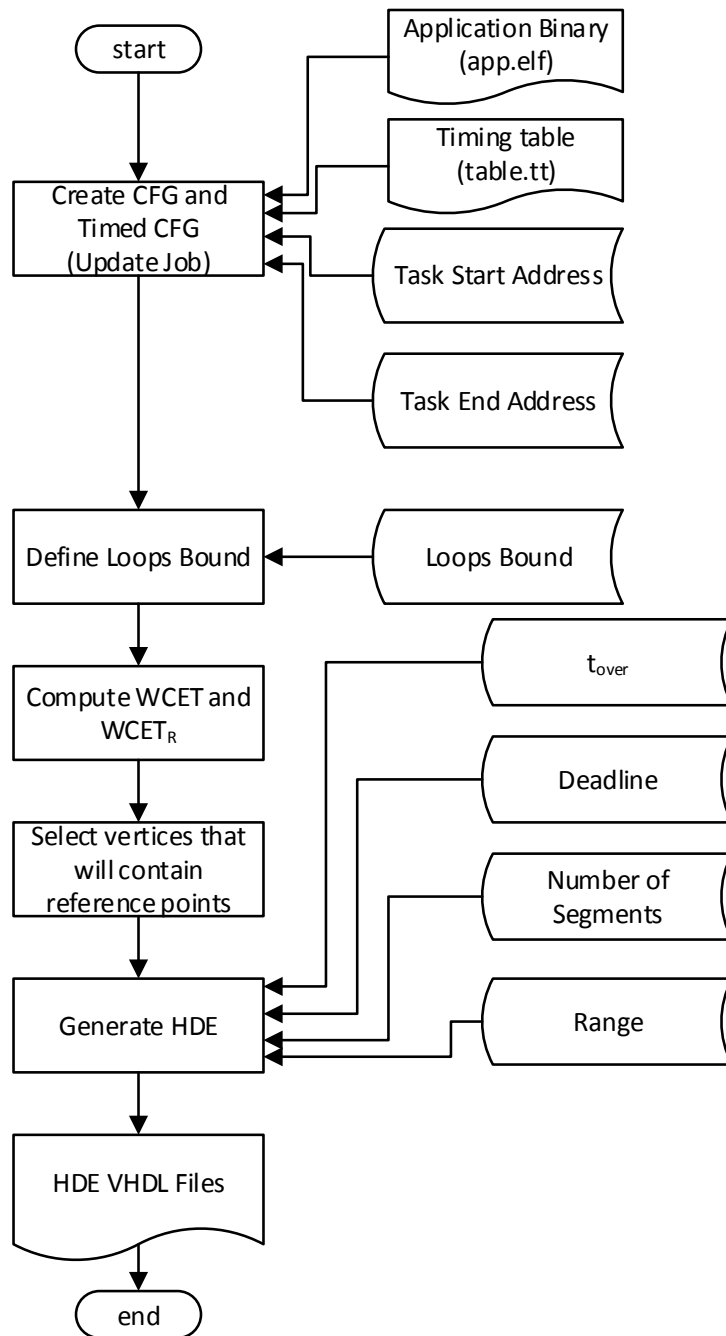 start
Application Binary
(app.elf)
Timing table
(table.tt)
Create CFG and
Timed CFG
(Update Job)
Task Start Address
Task End Address
Define Loops Bound
Loops Bound
t_over
Compute WCET and
WCET_R
Deadline
Select vertices that
will contain
reference points
Number of
Segments
Generate HDE
Range
HDE VHDL Files
end